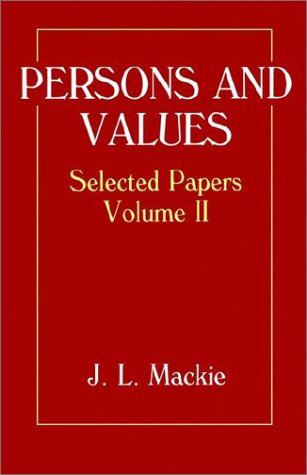 PERSONS AND
VALUES
Selected Papers
Volume II
J. L. Mackie